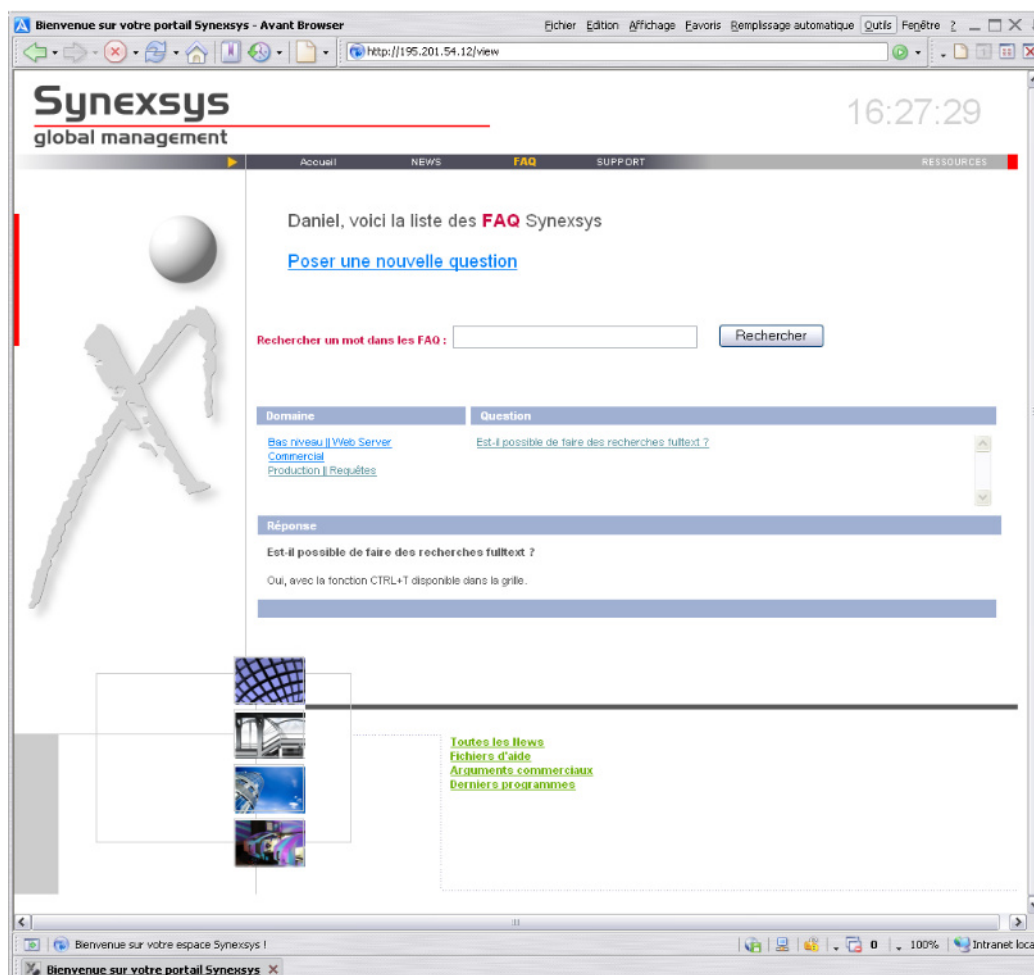 Bienvenue sur votre portail Synexsys - Avant Browser
Fichier Edition Affichage Favoris Remplissage automatique Outils Fenêtre ?
http://195.201.54.12/view
Synexsys
global management
16:27:29
Accueil NEWS FAQ SUPPORT RESSOURCES
Daniel, voici la liste des FAQ Synexsys
Poser une nouvelle question
Rechercher un mot dans les FAQ : Rechercher
Domaine Question
Bas niveau || Web Server Est-il possible de faire des recherches fulltext ?
Commercial
Production || Requêtes
Réponse
Est-il possible de faire des recherches fulltext ?
Oui, avec la fonction CTRL+T disponible dans la grille.
Toutes les News
Fichiers d'aide
Arguments commerciaux
Derniers programmes
Bienvenue sur votre espace Synexsys ! 0 100% Intranet loca
Bienvenue sur votre portail Synexsys